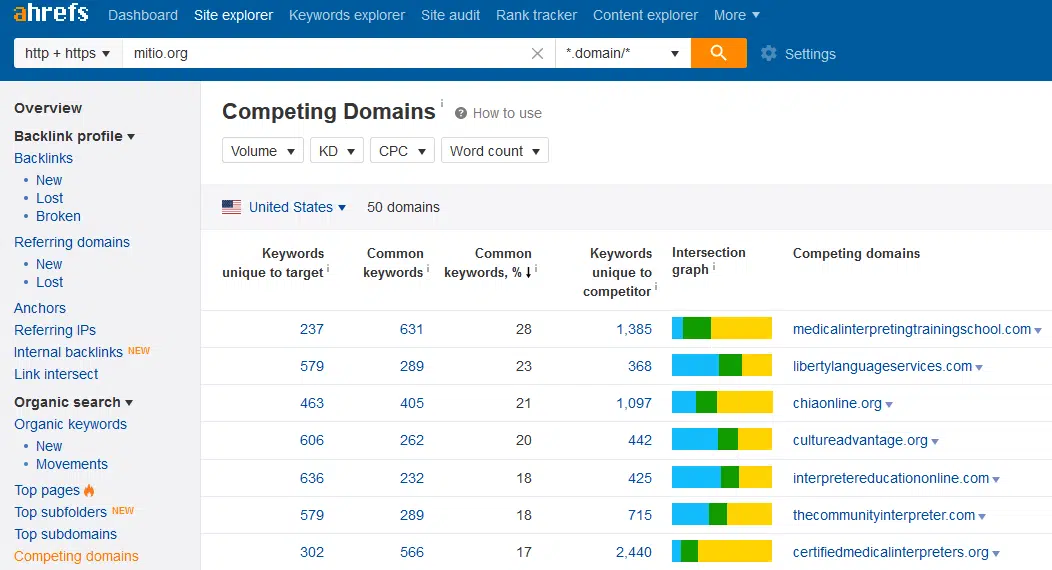 ahrefs Dashboard Site explorer Keywords explorer Site audit Rank tracker Content explorer More
http + https mitio.org *.domain/* Settings
Overview
Backlink profile
Backlinks
• New
• Lost
• Broken
Referring domains
• New
• Lost
Anchors
Referring IPs
Internal backlinks NEW
Link intersect
Organic search
Organic keywords
• New
• Movements
Top pages
Top subfolders NEW
Top subdomains
Competing domains
Competing Domains i ? How to use
Volume KD CPC Word count
United States 50 domains
Keywords unique to target i Common keywords i Common keywords, % i Keywords unique to competitor i Intersection graph i Competing domains
237 631 28 1,385 medicalinterpretingtrainingschool.com
579 289 23 368 libertylanguageservices.com
463 405 21 1,097 chiaonline.org
606 262 20 442 cultureadvantage.org
636 232 18 425 interpretereducationonline.com
579 289 18 715 thecommunityinterpreter.com
302 566 17 2,440 certifiedmedicalinterpreters.org